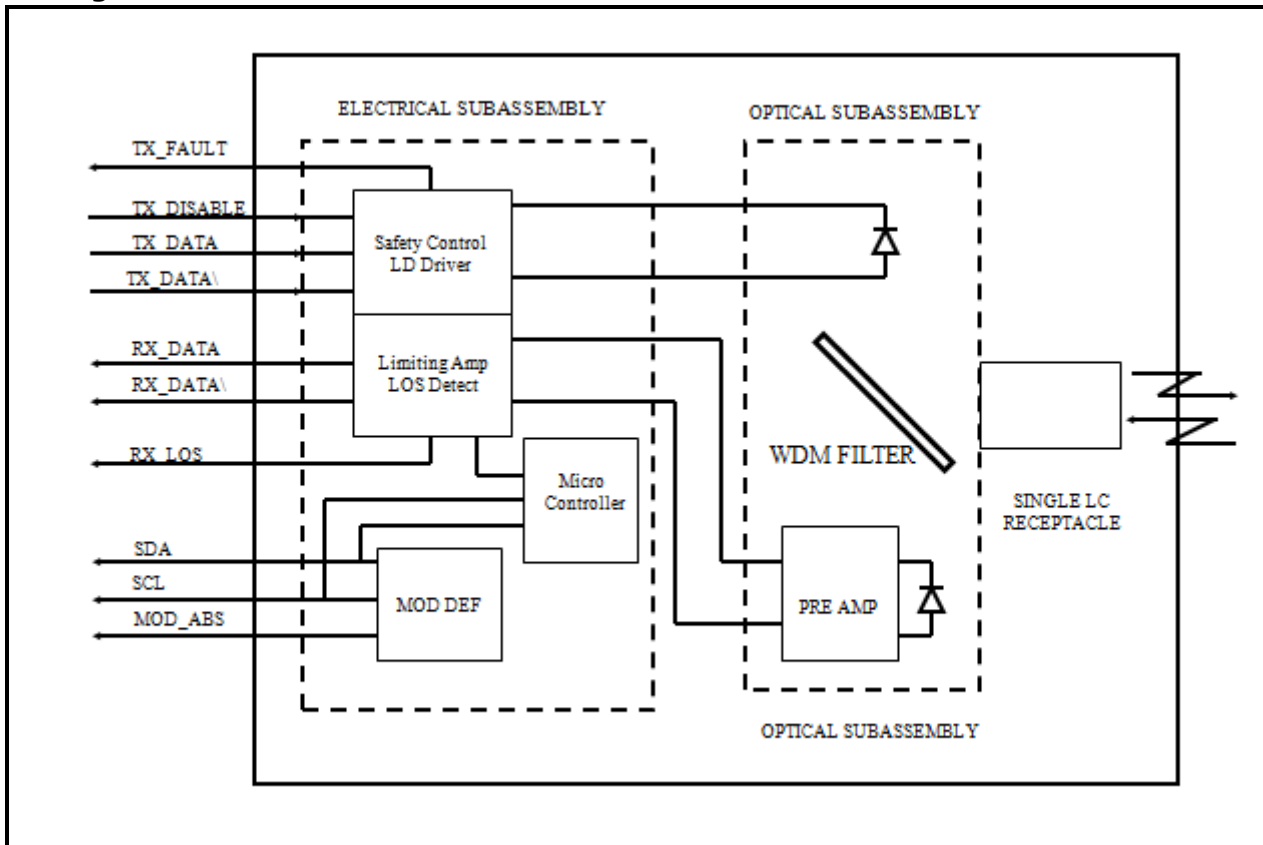 ELECTRICAL SUBASSEMBLY
OPTICAL SUBASSEMBLY
TX_FAULT
TX_DISABLE
TX_DATA
TX_DATA\
Safety Control
LD Driver
RX_DATA
RX_DATA\
Limiting Amp
LOS Detect
RX_LOS
WDM FILTER
Micro
Controller
SINGLE LC
RECEPTACLE
SDA
SCL
MOD_ABS
MOD DEF
PRE AMP
OPTICAL SUBASSEMBLY